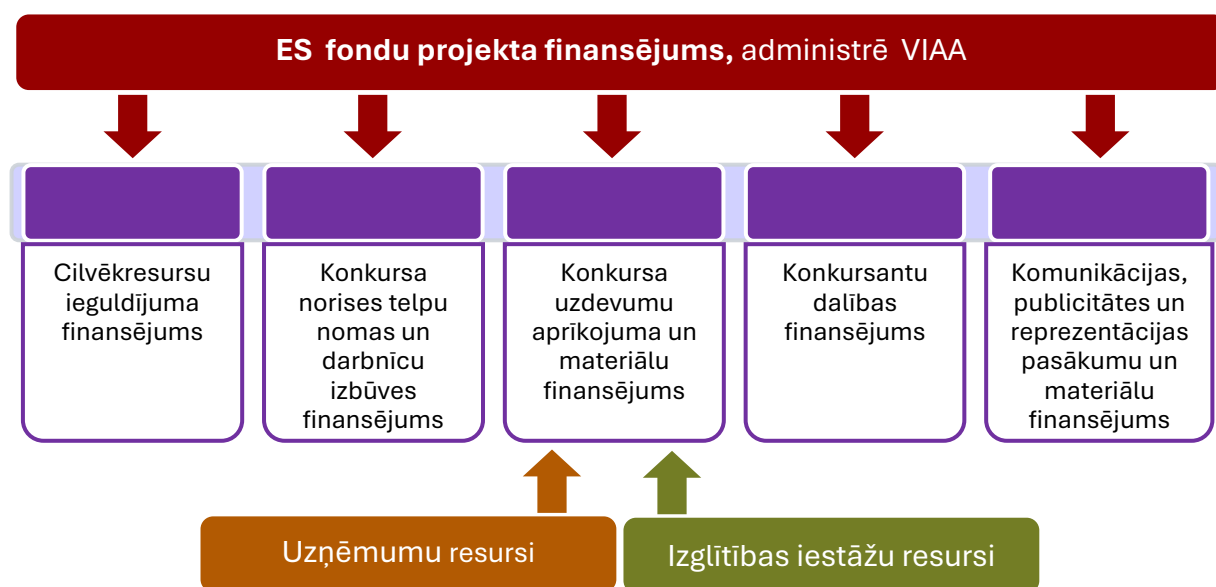 ES fondu projekta finansējums, administrē VIAA
Cilvēkresursu
ieguldījuma
finansējums
Konkursa
norises telpu
nomas un
darbnīcu
izbūves
finansējums
Konkursa
uzdevumu
aprīkojuma un
materiālu
finansējums
Konkursantu
dalības
finansējums
Komunikācijas,
publicitātes un
reprezentācijas
pasākumu un
materiālu
finansējums
Uzņēmumu resursi
Izglītības iestāžu resursi